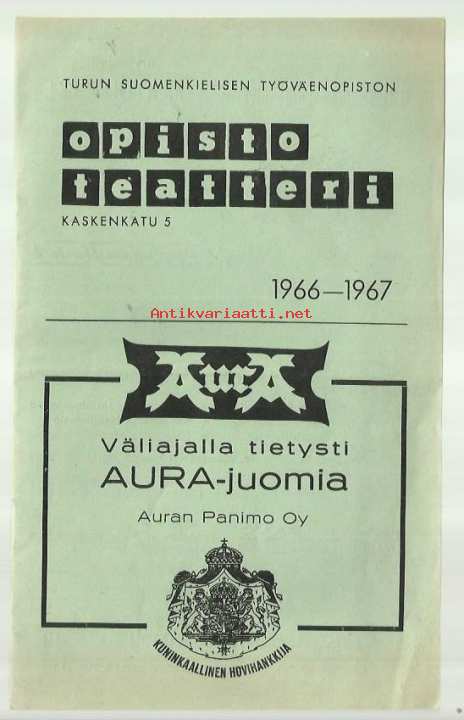 TURUN SUOMENKIELISEN TYÖVÄENOPISTON
opisto
teatteri
KASKENKATU 5
1966—1967
Antikvariaatti.net
AurA
Väliajalla tietysti
AURA-juomia
Auran Panimo Oy
KUNINKAALLINEN HOVIHANKKIJA